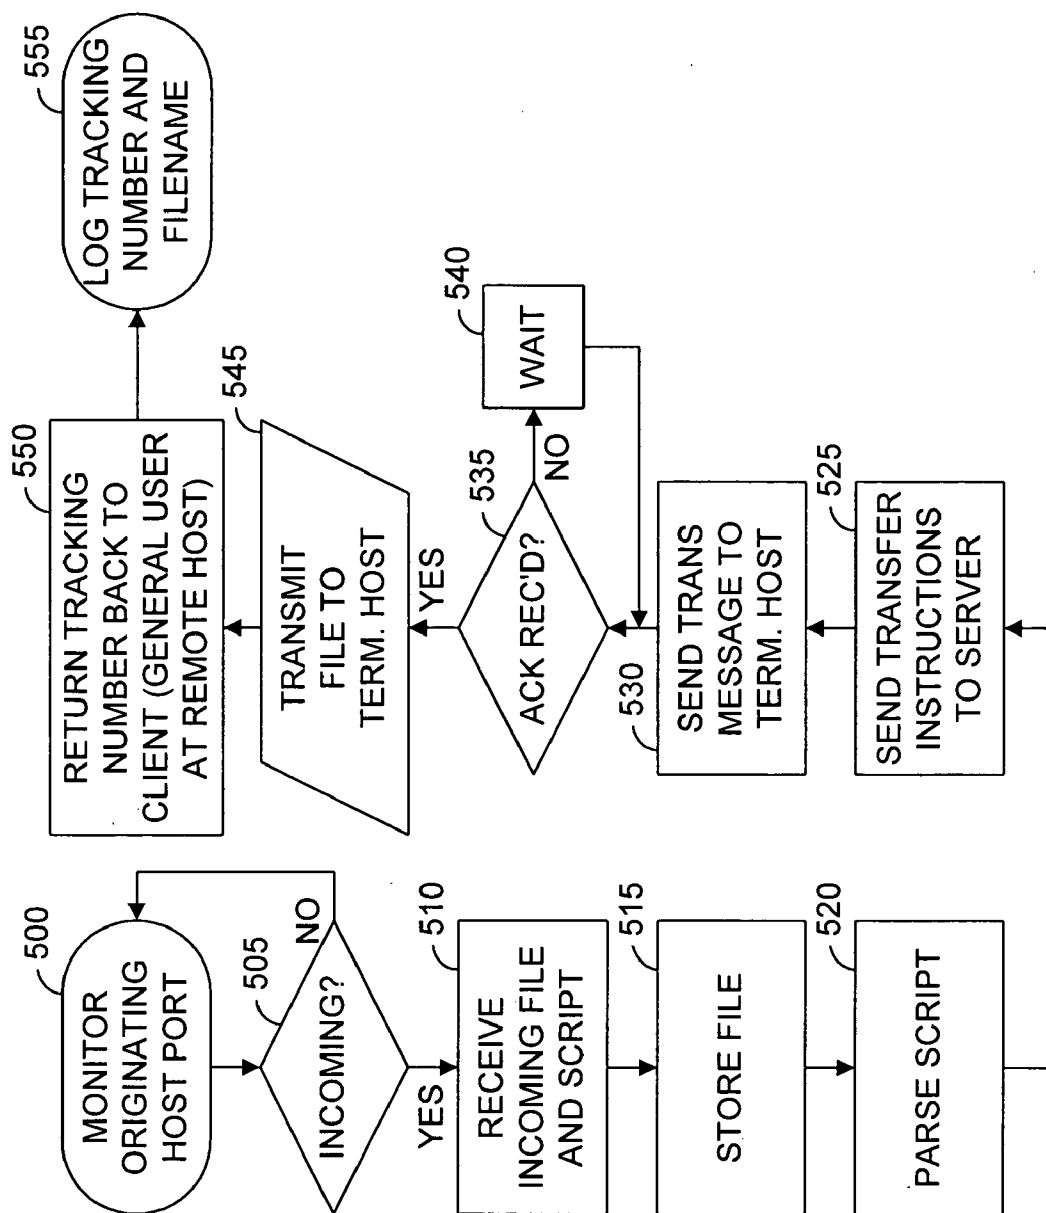 500
MONITOR
ORIGINATING
HOST PORT
505
INCOMING?
NO
YES
510
RECEIVE
INCOMING FILE
AND SCRIPT
515
STORE FILE
520
PARSE SCRIPT
525
SEND TRANSFER
INSTRUCTIONS
TO SERVER
530
SEND TRANS
MESSAGE TO
TERM. HOST
535
ACK REC'D?
NO
540
WAIT
YES
545
TRANSMIT
FILE TO
TERM. HOST
550
RETURN TRACKING
NUMBER BACK TO
CLIENT (GENERAL USER
AT REMOTE HOST)
555
LOG TRACKING
NUMBER AND
FILENAME